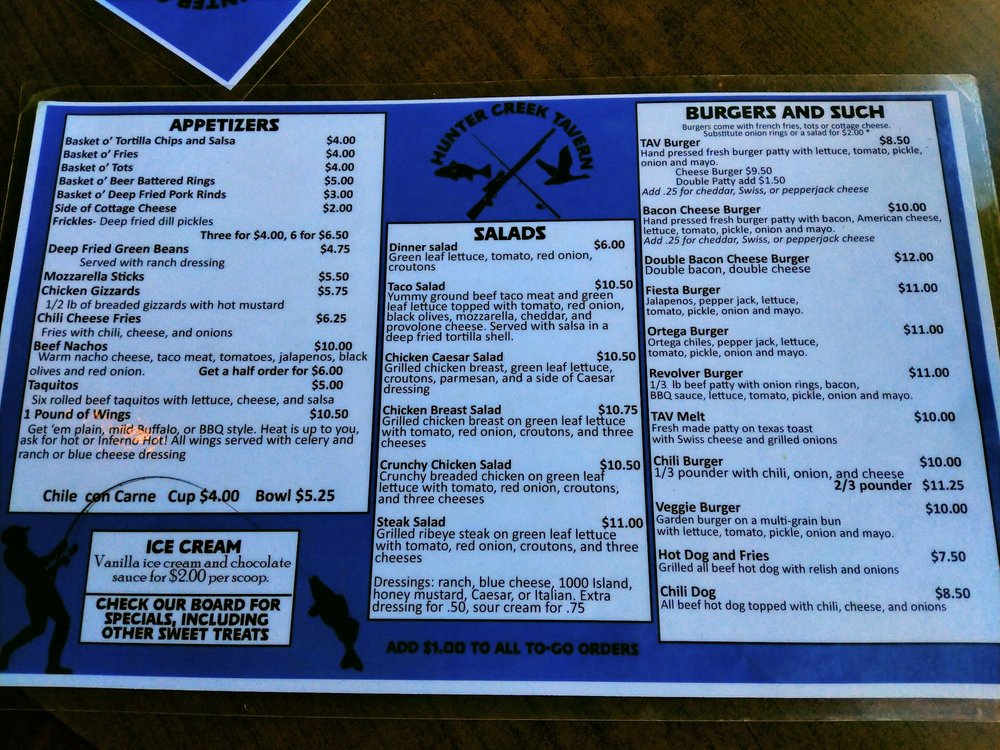 HUNTER CREEK TAVERN
APPETIZERS
Basket o' Tortilla Chips and Salsa $4.00
Basket o' Fries $4.00
Basket o' Tots $4.00
Basket o' Beer Battered Rings $5.00
Basket o' Deep Fried Pork Rinds $3.00
Side of Cottage Cheese $2.00
Frickles- Deep fried dill pickles
Three for $4.00, 6 for $6.50
Deep Fried Green Beans $4.75
Served with ranch dressing
Mozzarella Sticks $5.50
Chicken Gizzards $5.75
1/2 lb of breaded gizzards with hot mustard
Chili Cheese Fries $6.25
Fries with chili, cheese, and onions
Beef Nachos $10.00
Warm nacho cheese, taco meat, tomatoes, jalapenos, black
olives and red onion. Get a half order for $6.00
Taquitos $5.00
Six rolled beef taquitos with lettuce, cheese, and salsa
1 Pound of Wings $10.50
Get 'em plain, mild Buffalo, or BBQ style. Heat is up to you,
ask for hot or Inferno Hot! All wings served with celery and
ranch or blue cheese dressing
Chile con Carne Cup $4.00 Bowl $5.25
ICE CREAM
Vanilla ice cream and chocolate
sauce for $2.00 per scoop.
CHECK OUR BOARD FOR
SPECIALS, INCLUDING
OTHER SWEET TREATS
SALADS
Dinner salad $6.00
Green leaf lettuce, tomato, red onion,
croutons
Taco Salad $10.50
Yummy ground beef taco meat and green
leaf lettuce topped with tomato, red onion,
black olives, mozzarella, cheddar, and
provolone cheese. Served with salsa in a
deep fried tortilla shell.
Chicken Caesar Salad $10.50
Grilled chicken breast, green leaf lettuce,
croutons, parmesan, and a side of Caesar
dressing
Chicken Breast Salad $10.75
Grilled chicken breast on green leaf lettuce
with tomato, red onion, croutons, and three
cheeses
Crunchy Chicken Salad $10.50
Crunchy breaded chicken on green leaf
lettuce with tomato, red onion, croutons,
and three cheeses
Steak Salad $11.00
Grilled ribeye steak on green leaf lettuce
with tomato, red onion, croutons, and three
cheeses
Dressings: ranch, blue cheese, 1000 Island,
honey mustard, Caesar, or Italian. Extra
dressing for .50, sour cream for .75
ADD $1.00 TO ALL TO-GO ORDERS
BURGERS AND SUCH
Burgers come with french fries, tots or cottage cheese.
Substitute onion rings or a salad for $2.00 *
TAV Burger $8.50
Hand pressed fresh burger patty with lettuce, tomato, pickle,
onion and mayo.
Cheese Burger $9.50
Double Patty add $1.50
Add .25 for cheddar, Swiss, or pepperjack cheese
Bacon Cheese Burger $10.00
Hand pressed fresh burger patty with bacon, American cheese,
lettuce, tomato, pickle, onion and mayo.
Add .25 for cheddar, Swiss, or pepperjack cheese
Double Bacon Cheese Burger $12.00
Double bacon, double cheese
Fiesta Burger $11.00
Jalapenos, pepper jack, lettuce,
tomato, pickle, onion and mayo.
Ortega Burger $11.00
Ortega chiles, pepper jack, lettuce,
tomato, pickle, onion and mayo.
Revolver Burger $11.00
1/3 lb beef patty with onion rings, bacon,
BBQ sauce, lettuce, tomato, pickle, onion and mayo.
TAV Melt $10.00
Fresh made patty on texas toast
with Swiss cheese and grilled onions
Chili Burger $10.00
1/3 pounder with chili, onion, and cheese
2/3 pounder $11.25
Veggie Burger $10.00
Garden burger on a multi-grain bun
with lettuce, tomato, pickle, onion and mayo.
Hot Dog and Fries $7.50
Grilled all beef hot dog with relish and onions
Chili Dog $8.50
All beef hot dog topped with chili, cheese, and onions